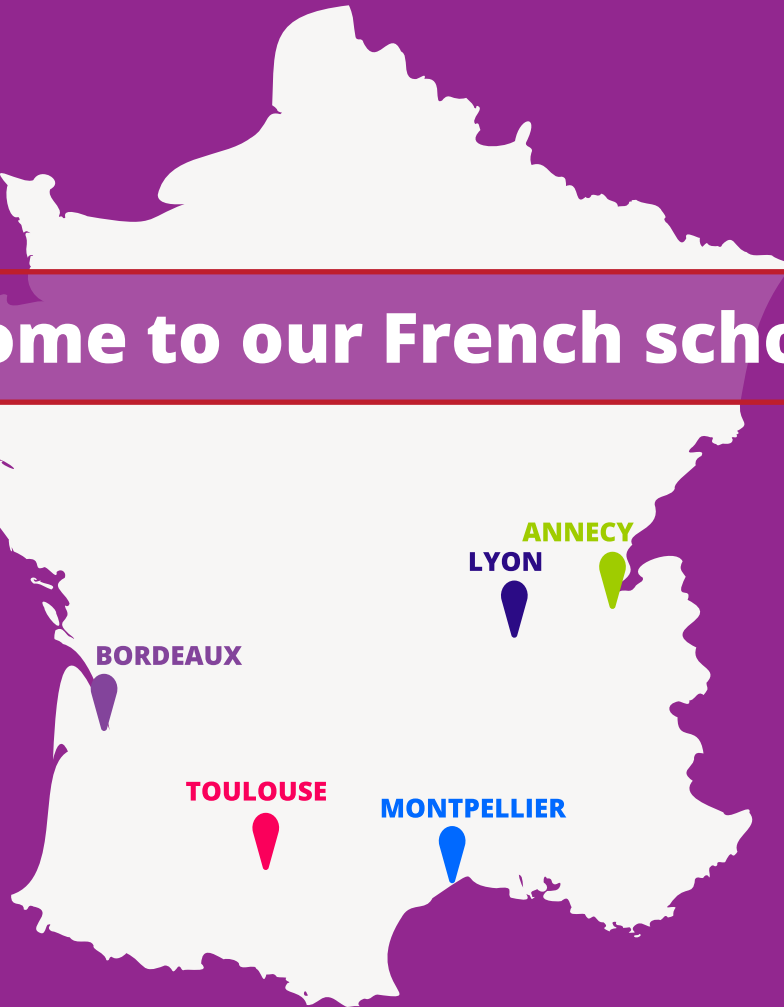 ome to our French scho
ANNECY
LYON
BORDEAUX
TOULOUSE
MONTPELLIER